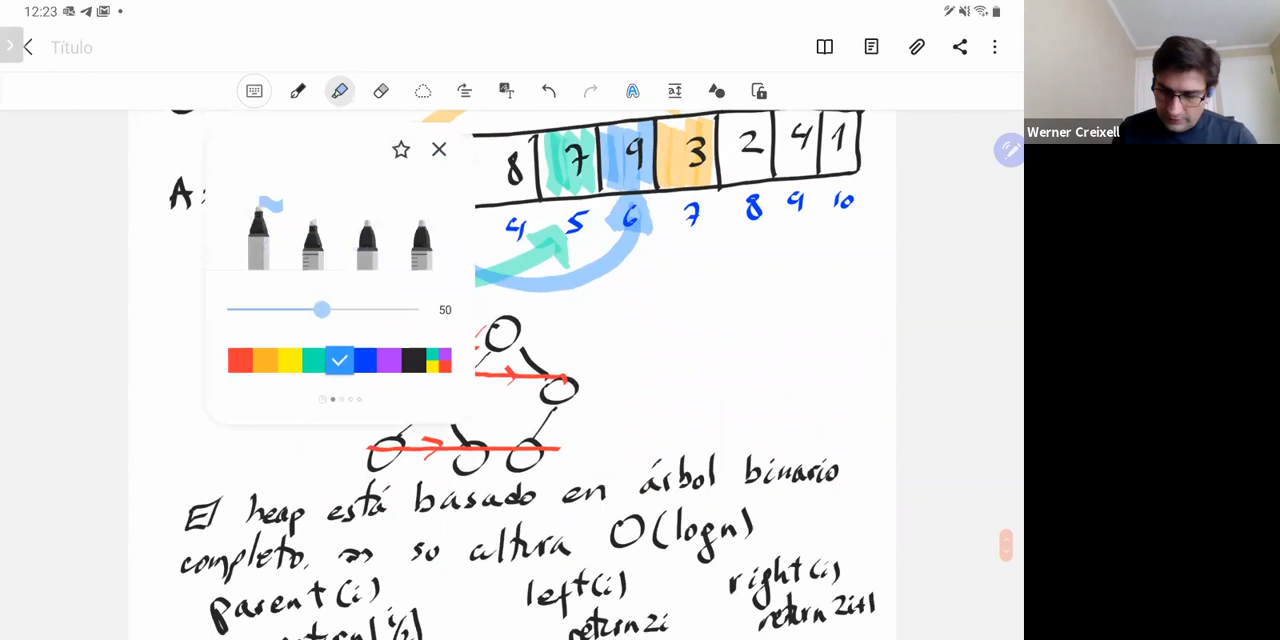 12:23
Título
A:
8 7 9 3 2 4 1
4 5 6 7 8 9 10
50
El heap está basado en árbol binario
completo. ⇒ su altura O(log n)
parent(i) left(i) right(i)
return 2i return 2i+1
Werner Creixell